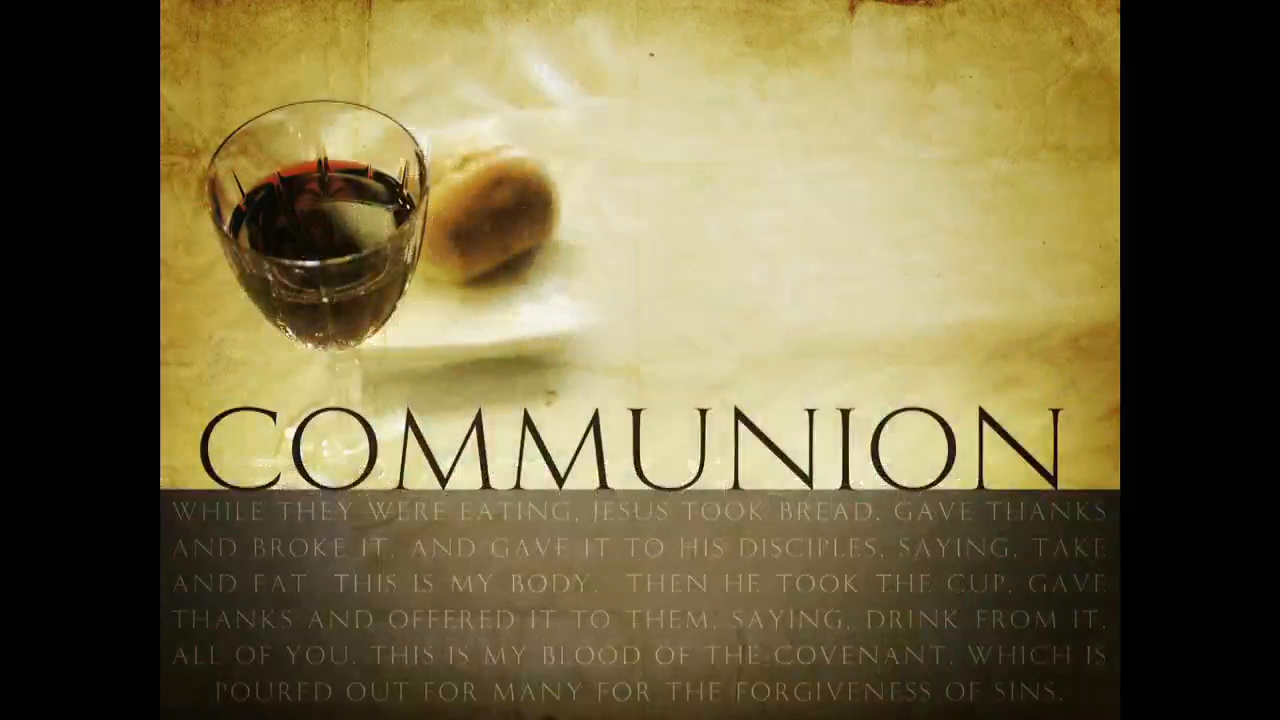 COMMUNION
WHILE THEY WERE EATING, JESUS TOOK BREAD, GAVE THANKS
AND BROKE IT, AND GAVE IT TO HIS DISCIPLES, SAYING, TAKE
AND EAT. THIS IS MY BODY. THEN HE TOOK THE CUP, GAVE
THANKS AND OFFERED IT TO THEM, SAYING, DRINK FROM IT,
ALL OF YOU. THIS IS MY BLOOD OF THE COVENANT, WHICH IS
POURED OUT FOR MANY FOR THE FORGIVENESS OF SINS.